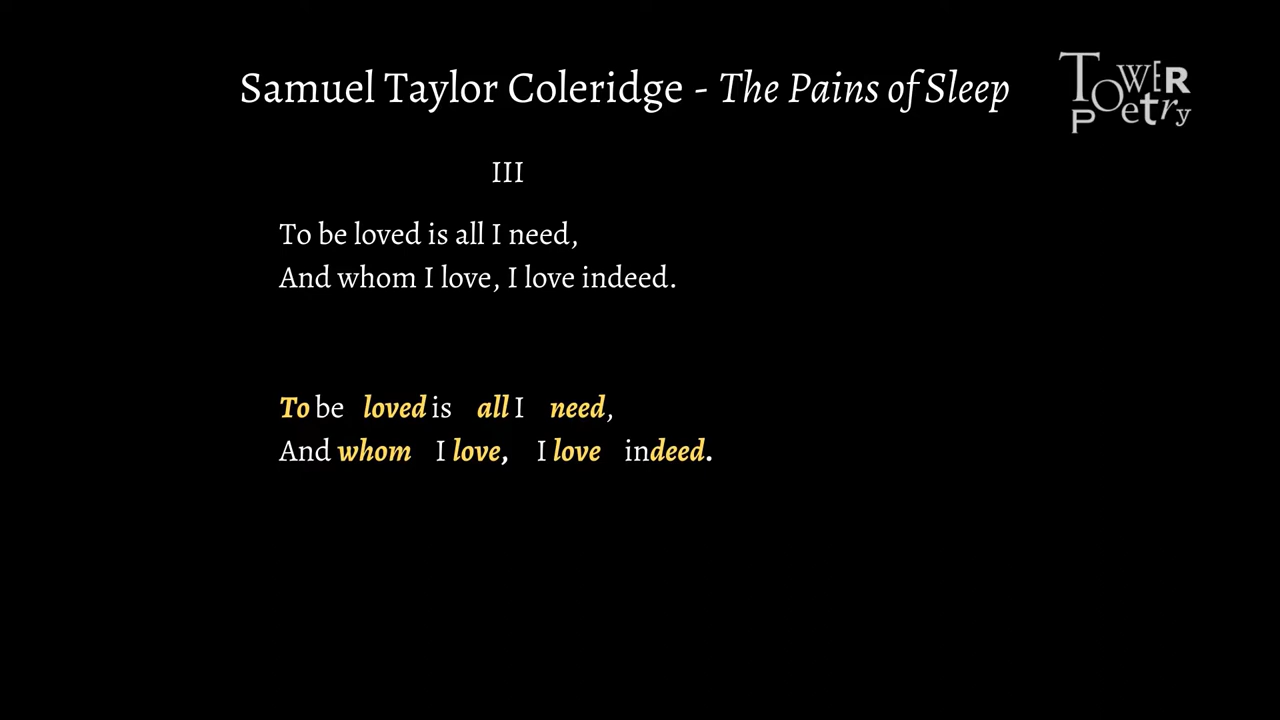 Samuel Taylor Coleridge - The Pains of Sleep
TOWER
POetry
III
To be loved is all I need,
And whom I love, I love indeed.
To be loved is all I need,
And whom I love, I love indeed.